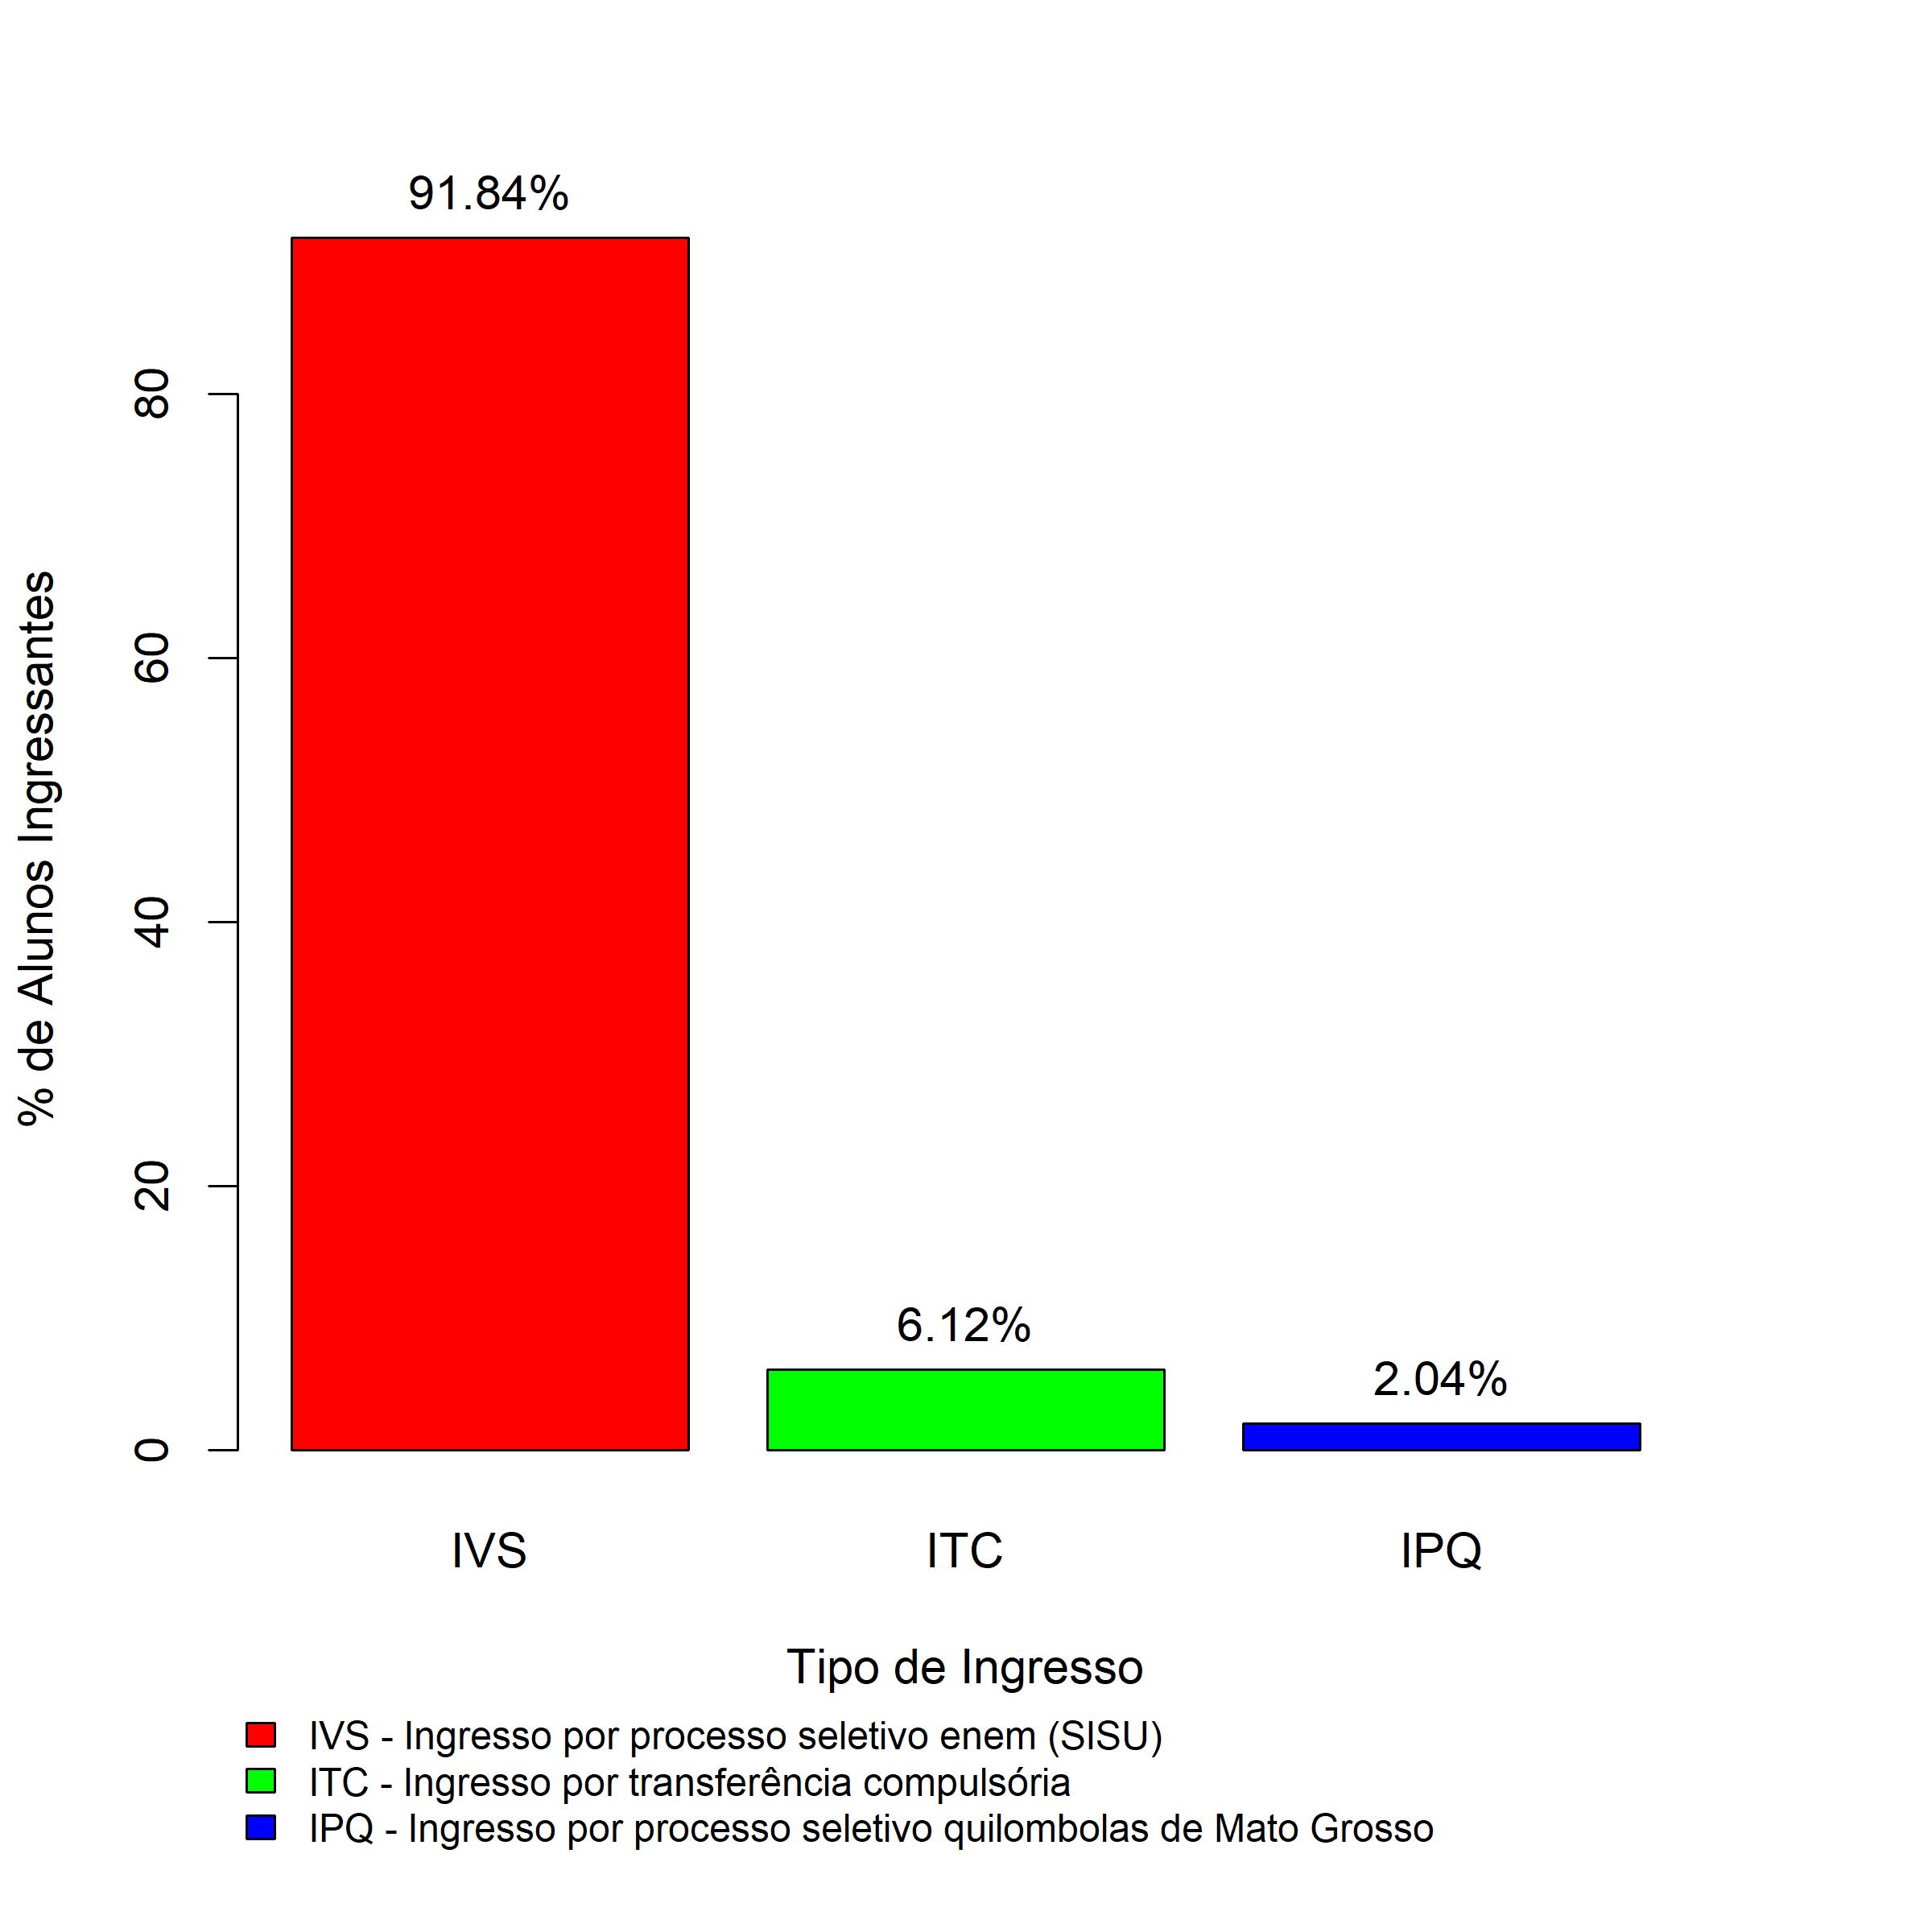 91.84%
6.12%
2.04%
80
60
40
20
0
% de Alunos Ingressantes
IVS
ITC
IPQ
Tipo de Ingresso
IVS - Ingresso por processo seletivo enem (SISU)
ITC - Ingresso por transferência compulsória
IPQ - Ingresso por processo seletivo quilombolas de Mato Grosso